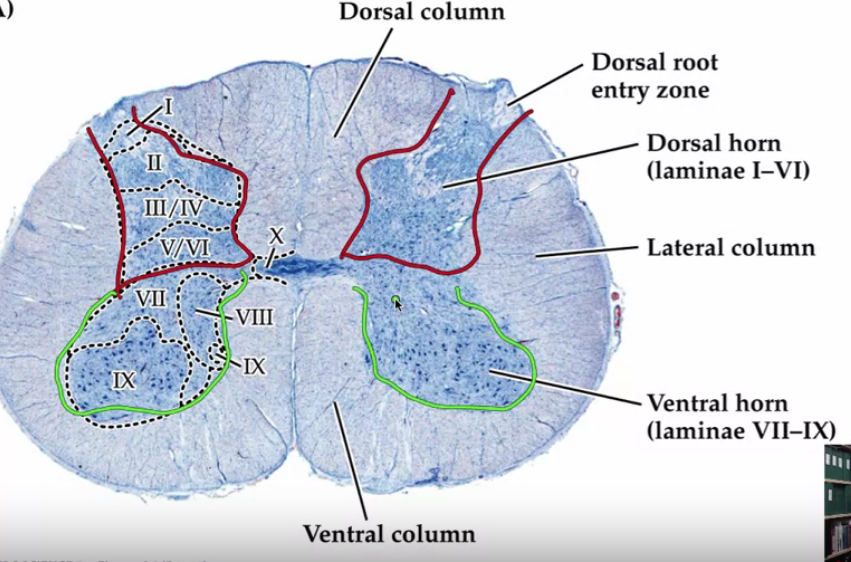 A)
Dorsal column
Dorsal root
entry zone
Dorsal horn
(laminae I–VI)
Lateral column
Ventral horn
(laminae VII–IX)
Ventral column
I
II
III/IV
V/VI
X
VII
VIII
IX
IX